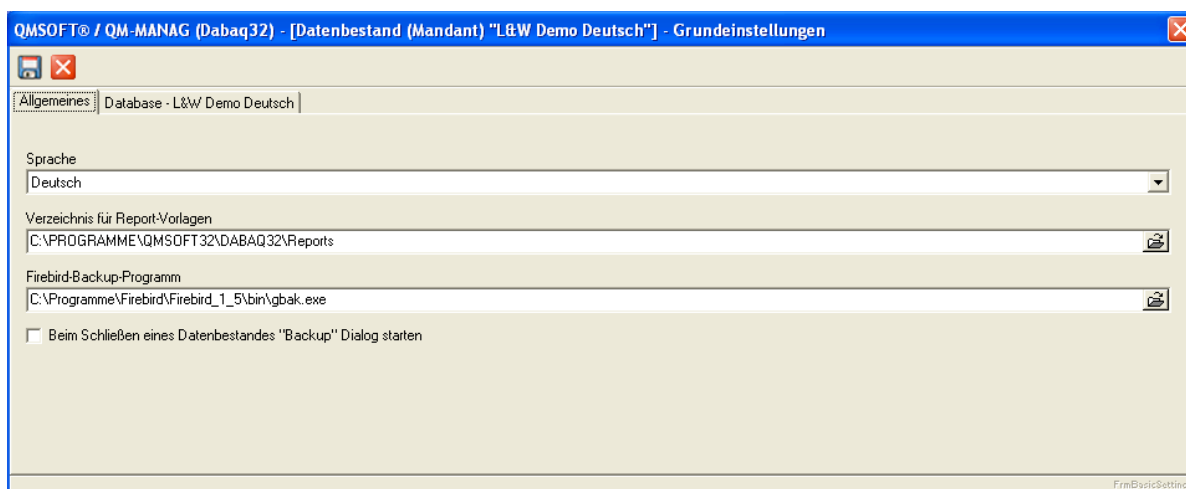 QMSOFT® / QM-MANAG (Dabaq32) - [Datenbestand (Mandant) "L&W Demo Deutsch"] - Grundeinstellungen
Allgemeines Database - L&W Demo Deutsch
Sprache
Deutsch
Verzeichnis für Report-Vorlagen
C:\PROGRAMME\QMSOFT32\DABAQ32\Reports
Firebird-Backup-Programm
C:\Programme\Firebird\Firebird_1_5\bin\gbak.exe
Beim Schließen eines Datenbestandes "Backup" Dialog starten
FrmBasicSetting